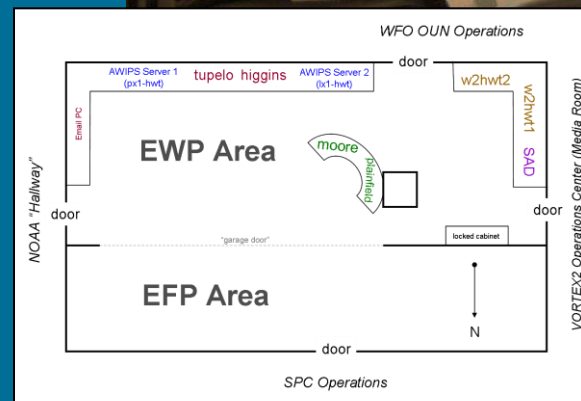 WFO OUN Operations
door
AWIPS Server 1
(px1-hwt)
tupelo higgins
AWIPS Server 2
(lx1-hwt)
w2hwt2
w2hwt1
SAD
Email PC
EWP Area
moore
plainfield
door
door
NOAA "Hallway"
VORTEX2 Operations Center (Media Room)
"garage door"
locked cabinet
EFP Area
N
door
SPC Operations